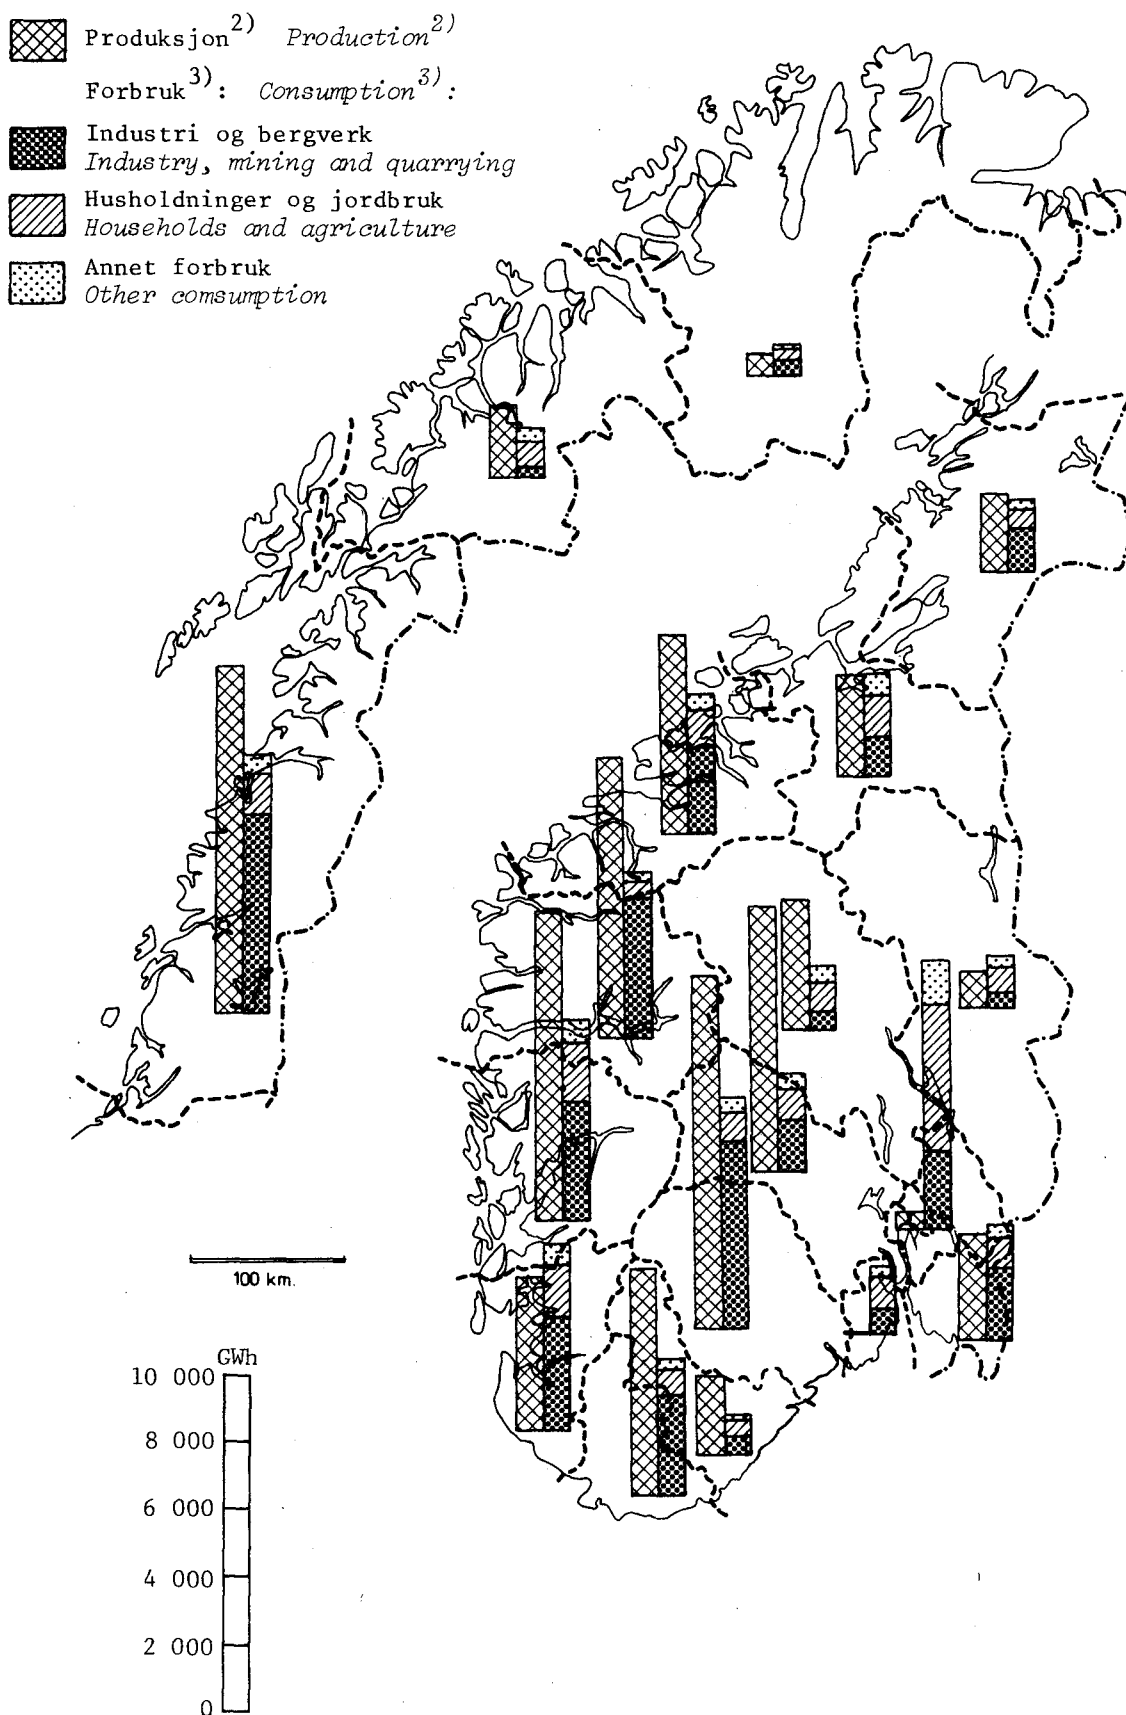 Produksjon2) Production2)
Forbruk3): Consumption3):
Industri og bergverk
Industry, mining and quarrying
Husholdninger og jordbruk
Households and agriculture
Annet forbruk
Other comsumption
100 km.
GWh
10 000
8 000
6 000
4 000
2 000
0